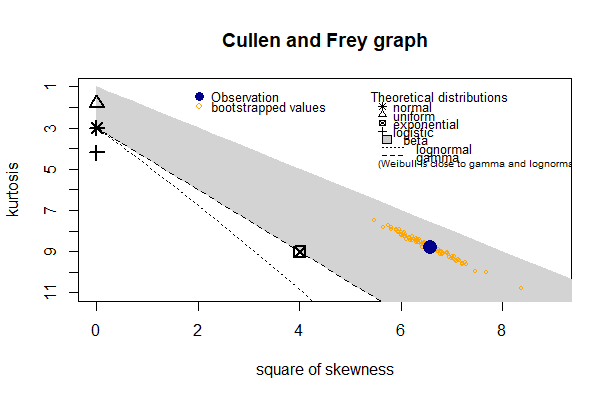 Cullen and Frey graph
kurtosis
1
3
5
7
9
11
Observation
bootstrapped values
Theoretical distributions
normal
uniform
exponential
logistic
beta
lognormal
gamma
(Weibull is close to gamma and lognorma
0 2 4 6 8
square of skewness